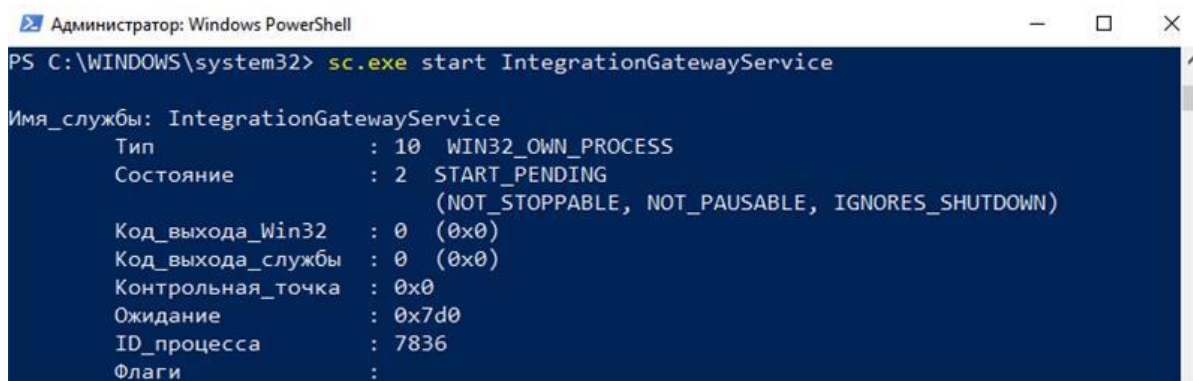 Администратор: Windows PowerShell
PS C:\WINDOWS\system32> sc.exe start IntegrationGatewayService
Имя_службы: IntegrationGatewayService
Тип : 10 WIN32_OWN_PROCESS
Состояние : 2 START_PENDING
(NOT_STOPPABLE, NOT_PAUSABLE, IGNORES_SHUTDOWN)
Код_выхода_Win32 : 0 (0x0)
Код_выхода_службы : 0 (0x0)
Контрольная_точка : 0x0
Ожидание : 0x7d0
ID_процесса : 7836
Флаги :